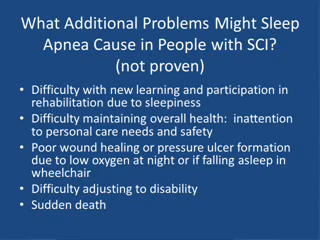 What Additional Problems Might Sleep
Apnea Cause in People with SCI?
(not proven)
• Difficulty with new learning and participation in
rehabilitation due to sleepiness
• Difficulty maintaining overall health:  inattention
to personal care needs and safety
• Poor wound healing or pressure ulcer formation
due to low oxygen at night or if falling asleep in
wheelchair
• Difficulty adjusting to disability
• Sudden death